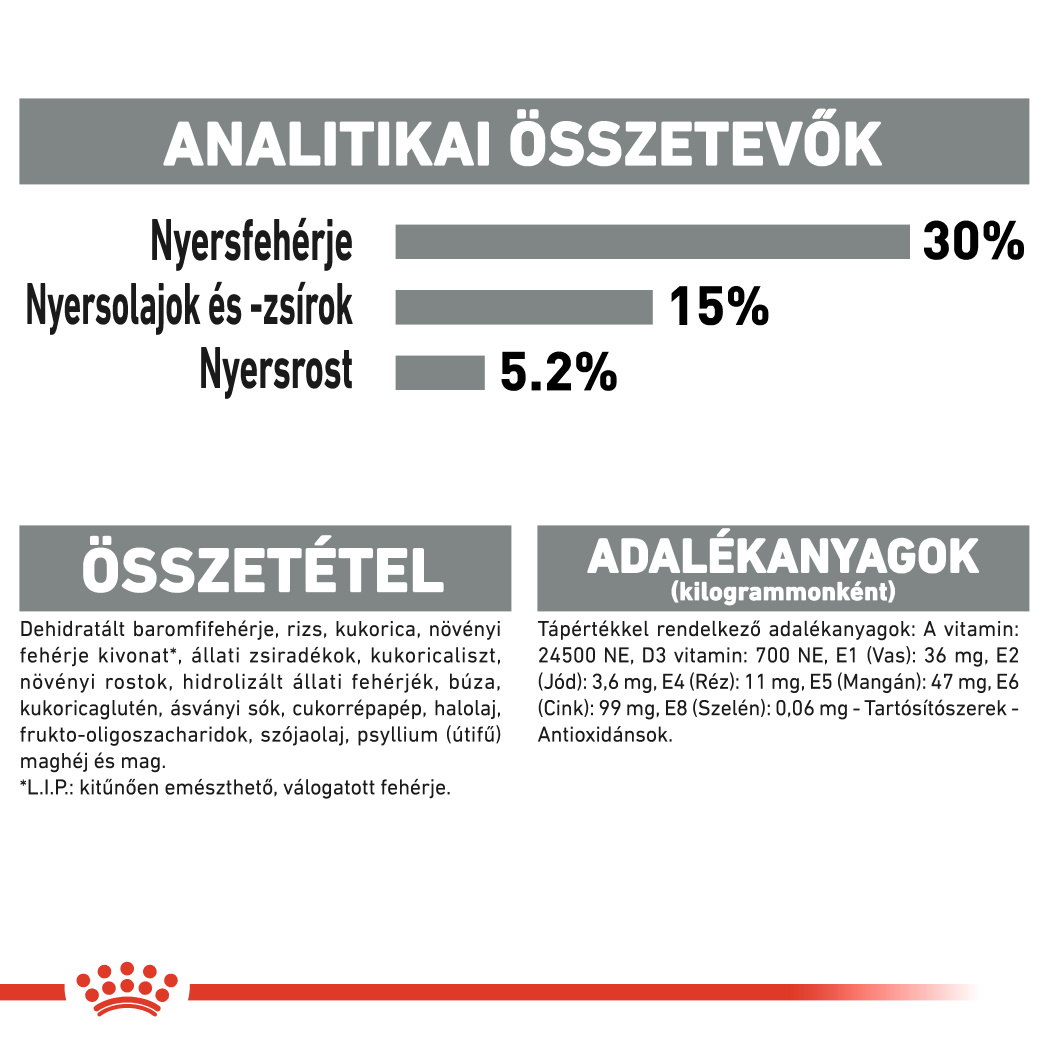 ANALITIKAI ÖSSZETEVŐK
Nyersfehérje 30%
Nyersolajok és -zsírok 15%
Nyersrost 5.2%
ÖSSZETÉTEL
Dehidratált baromfifehérje, rizs, kukorica, növényi
fehérje kivonat*, állati zsiradékok, kukoricaliszt,
növényi rostok, hidrolizált állati fehérjék, búza,
kukoricaglutén, ásványi sók, cukorrépapép, halolaj,
frukto-oligoszacharidok, szójaolaj, psyllium (útifű)
maghéj és mag.
*L.I.P.: kitűnően emészthető, válogatott fehérje.
ADALÉKANYAGOK
(kilogrammonként)
Tápértékkel rendelkező adalékanyagok: A vitamin:
24500 NE, D3 vitamin: 700 NE, E1 (Vas): 36 mg, E2
(Jód): 3,6 mg, E4 (Réz): 11 mg, E5 (Mangán): 47 mg, E6
(Cink): 99 mg, E8 (Szelén): 0,06 mg - Tartósítószerek -
Antioxidánsok.